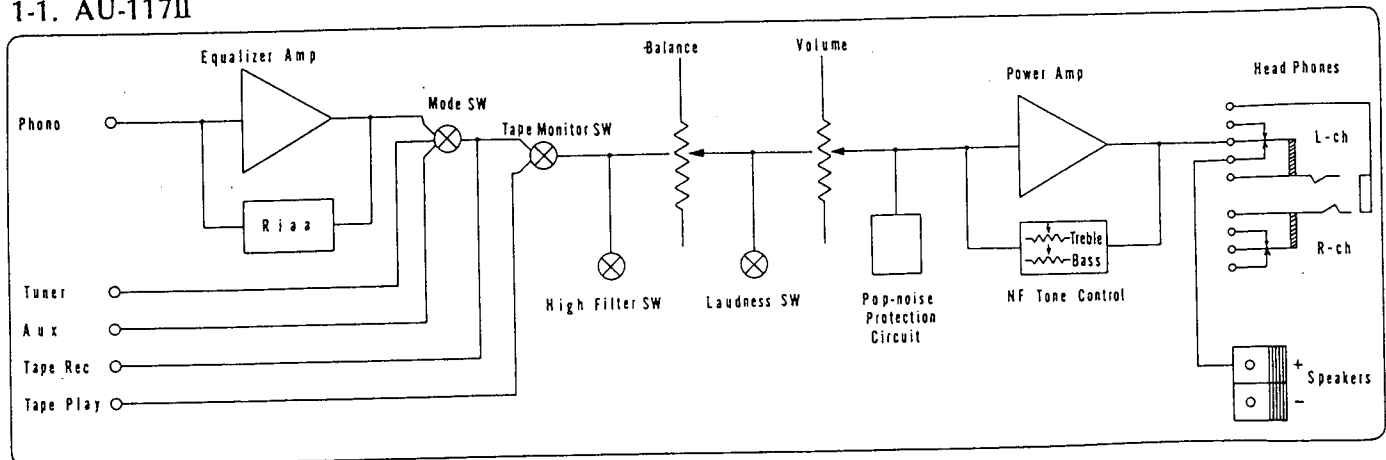 1-1. AU-117II
Equalizer Amp
Balance
Volume
Power Amp
Head Phones
Mode SW
Phono
Tape Monitor SW
L-ch
Riaa
Treble
Bass
R-ch
Tuner
High Filter SW
Laudness SW
Pop-noise
Protection
Circuit
NF Tone Control
Aux
Tape Rec
Tape Play
+
Speakers
-